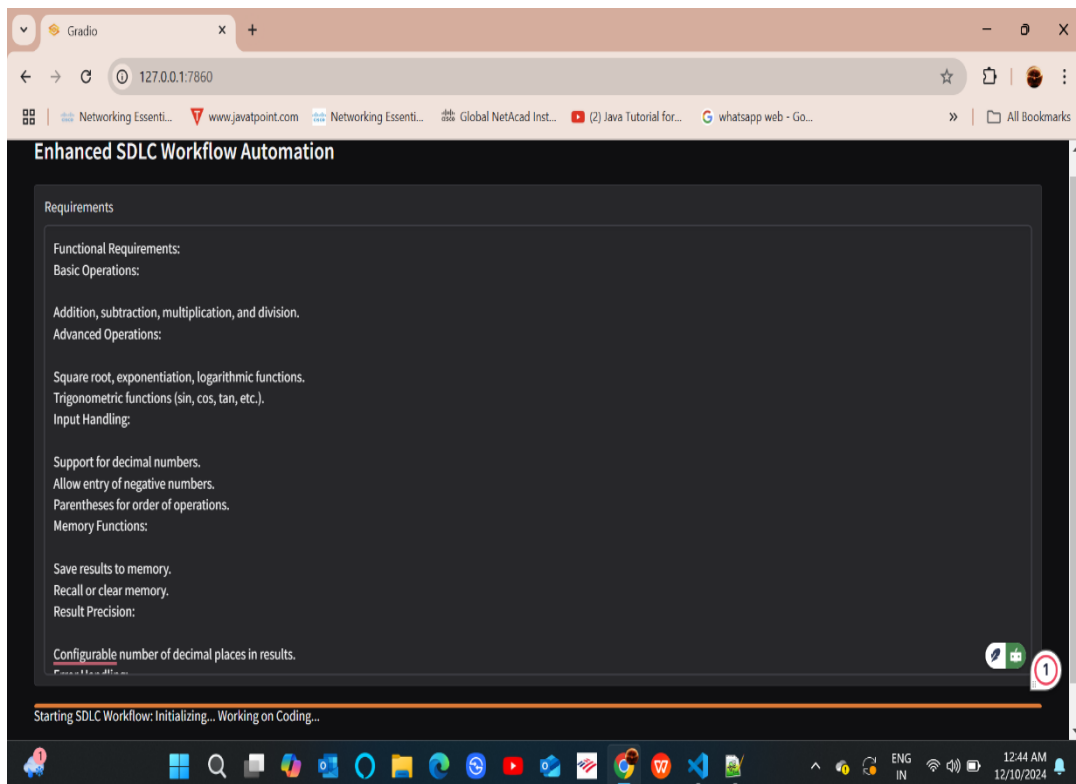 Gradio
127.0.0.1:7860
Networking Essenti...
www.javatpoint.com
Networking Essenti...
Global NetAcad Inst...
(2) Java Tutorial for...
whatsapp web - Go...
All Bookmarks
Enhanced SDLC Workflow Automation
Requirements
Functional Requirements:
Basic Operations:
Addition, subtraction, multiplication, and division.
Advanced Operations:
Square root, exponentiation, logarithmic functions.
Trigonometric functions (sin, cos, tan, etc.).
Input Handling:
Support for decimal numbers.
Allow entry of negative numbers.
Parentheses for order of operations.
Memory Functions:
Save results to memory.
Recall or clear memory.
Result Precision:
Configurable number of decimal places in results.
Error Handling:
1
Starting SDLC Workflow: Initializing... Working on Coding...
1
ENG
IN
12:44 AM
12/10/2024